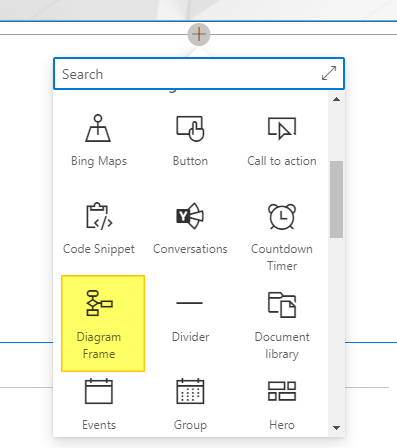 Search
Bing Maps
Button
Call to action
Code Snippet
Conversations
Countdown
Timer
Diagram
Frame
Divider
Document
library
Events
Group
Hero